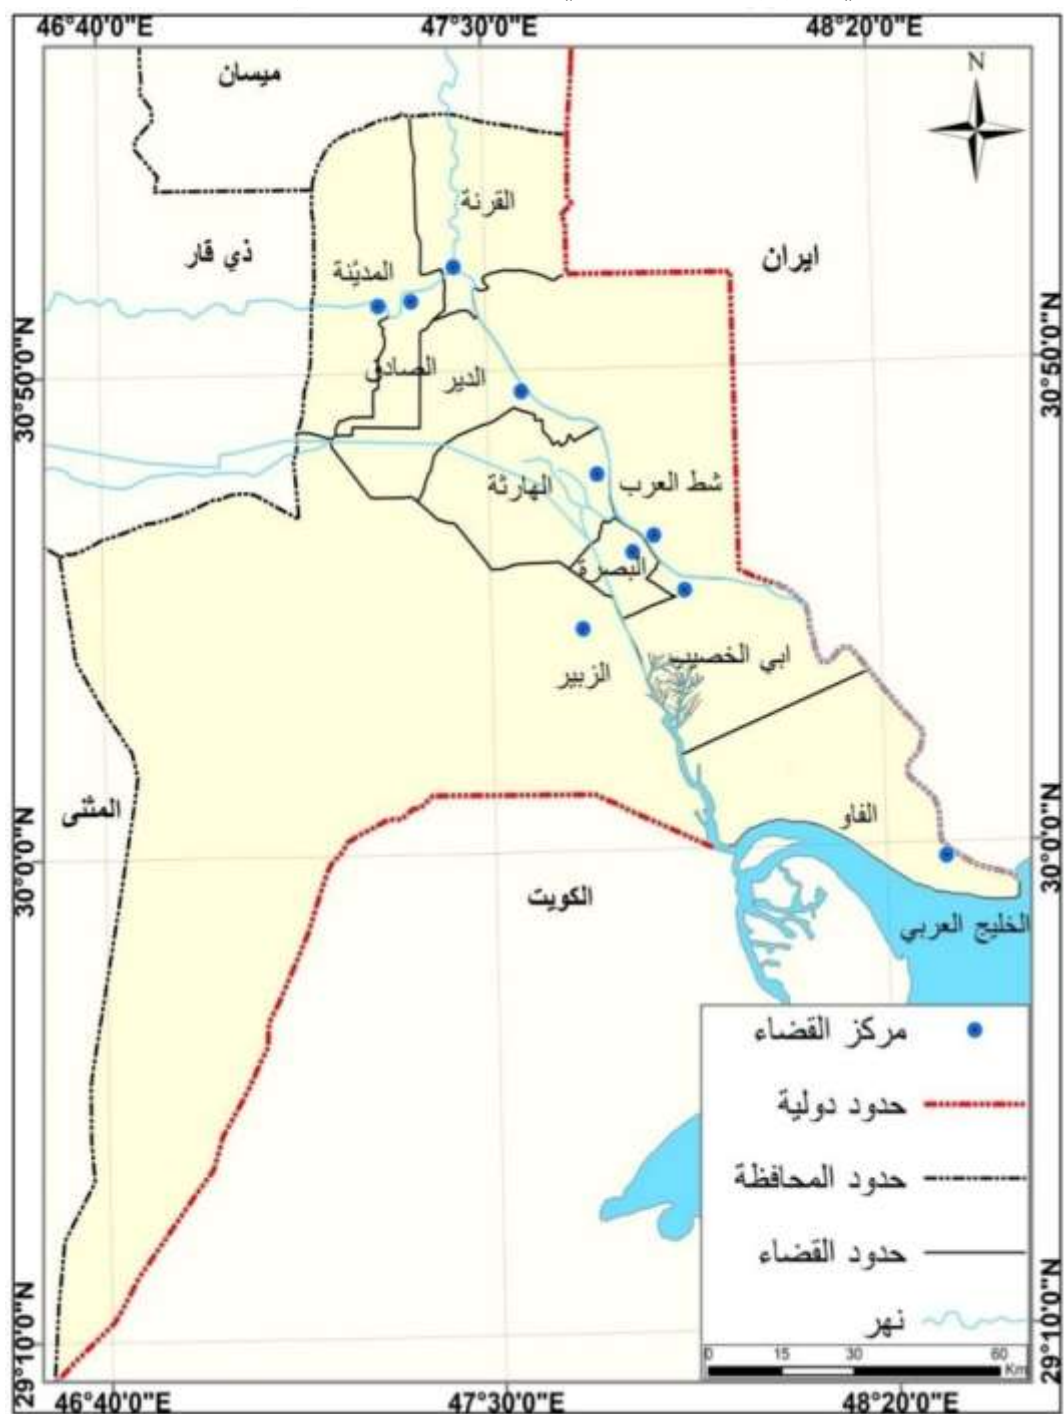 46°40'0"E
47°30'0"E
48°20'0"E
N
ميسان
القرنة
ايران
ذي قار
المديّنة
30°50'0"N
30°50'0"N
الصادق
الدير
الهارثة
شط العرب
البصرة
ابي الخصيب
الزبير
المثنى
الفاو
30°0'0"N
30°0'0"N
الكويت
الخليج العربي
مركز القضاء
حدود دولية
حدود المحافظة
حدود القضاء
نهر
0 15 30 60
Km
29°10'0"N
29°10'0"N
46°40'0"E
47°30'0"E
48°20'0"E